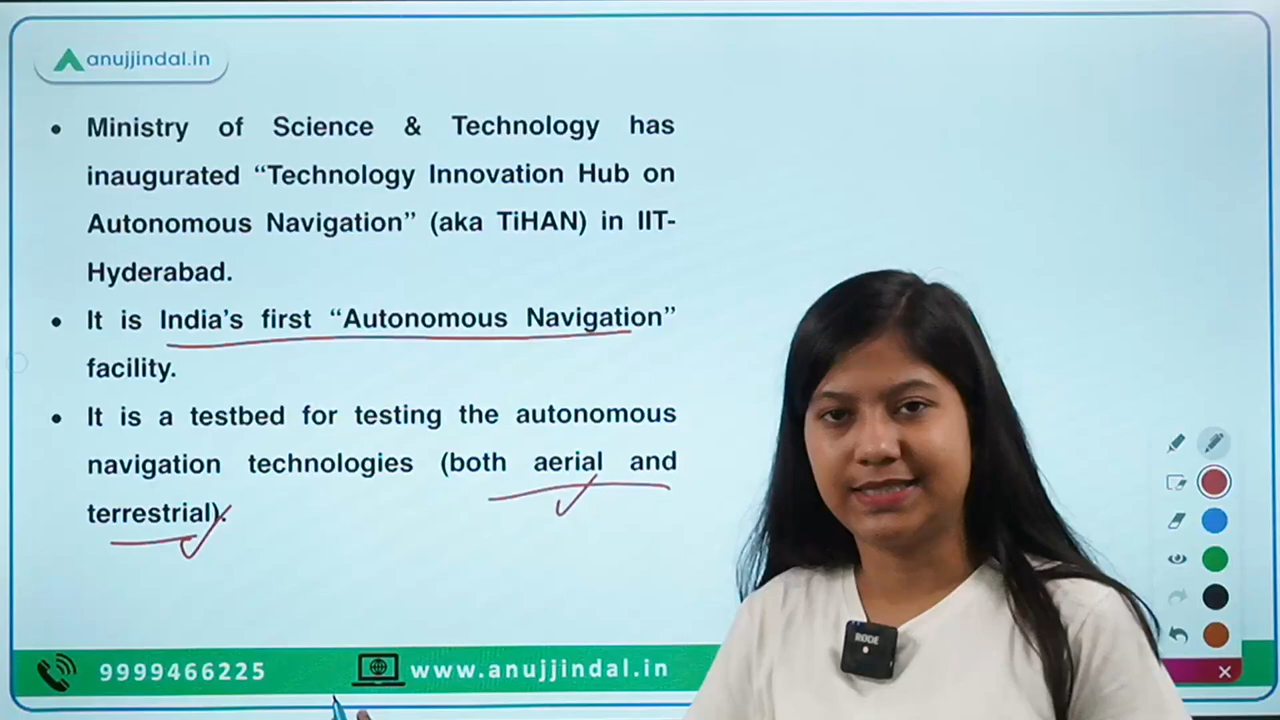 anujjindal.in
• Ministry of Science & Technology has
inaugurated “Technology Innovation Hub on
Autonomous Navigation” (aka TiHAN) in IIT-
Hyderabad.
• It is India’s first “Autonomous Navigation”
facility.
• It is a testbed for testing the autonomous
navigation technologies (both aerial and
terrestrial).
RODE
9999466225 www.anujjindal.in